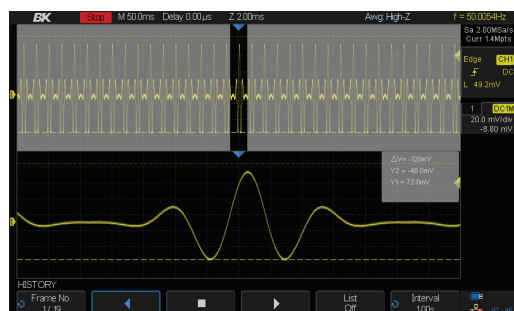 BK Stop M 50.0ms Delay 0.00µs Z 2.00ms Awg: High-Z f = 50.0054Hz
Sa 2.00MSa/s
Curr 1.4Mpts
Edge CH1
DC
L 49.2mV
1 DC1M
20.0 mV/div
-8.80 mV
ΔV= -120mV
Y2 = -48.0mV
Y1 = 72.8mV
HISTORY
Frame No.
1/ 19
List
Off
Interval
100s